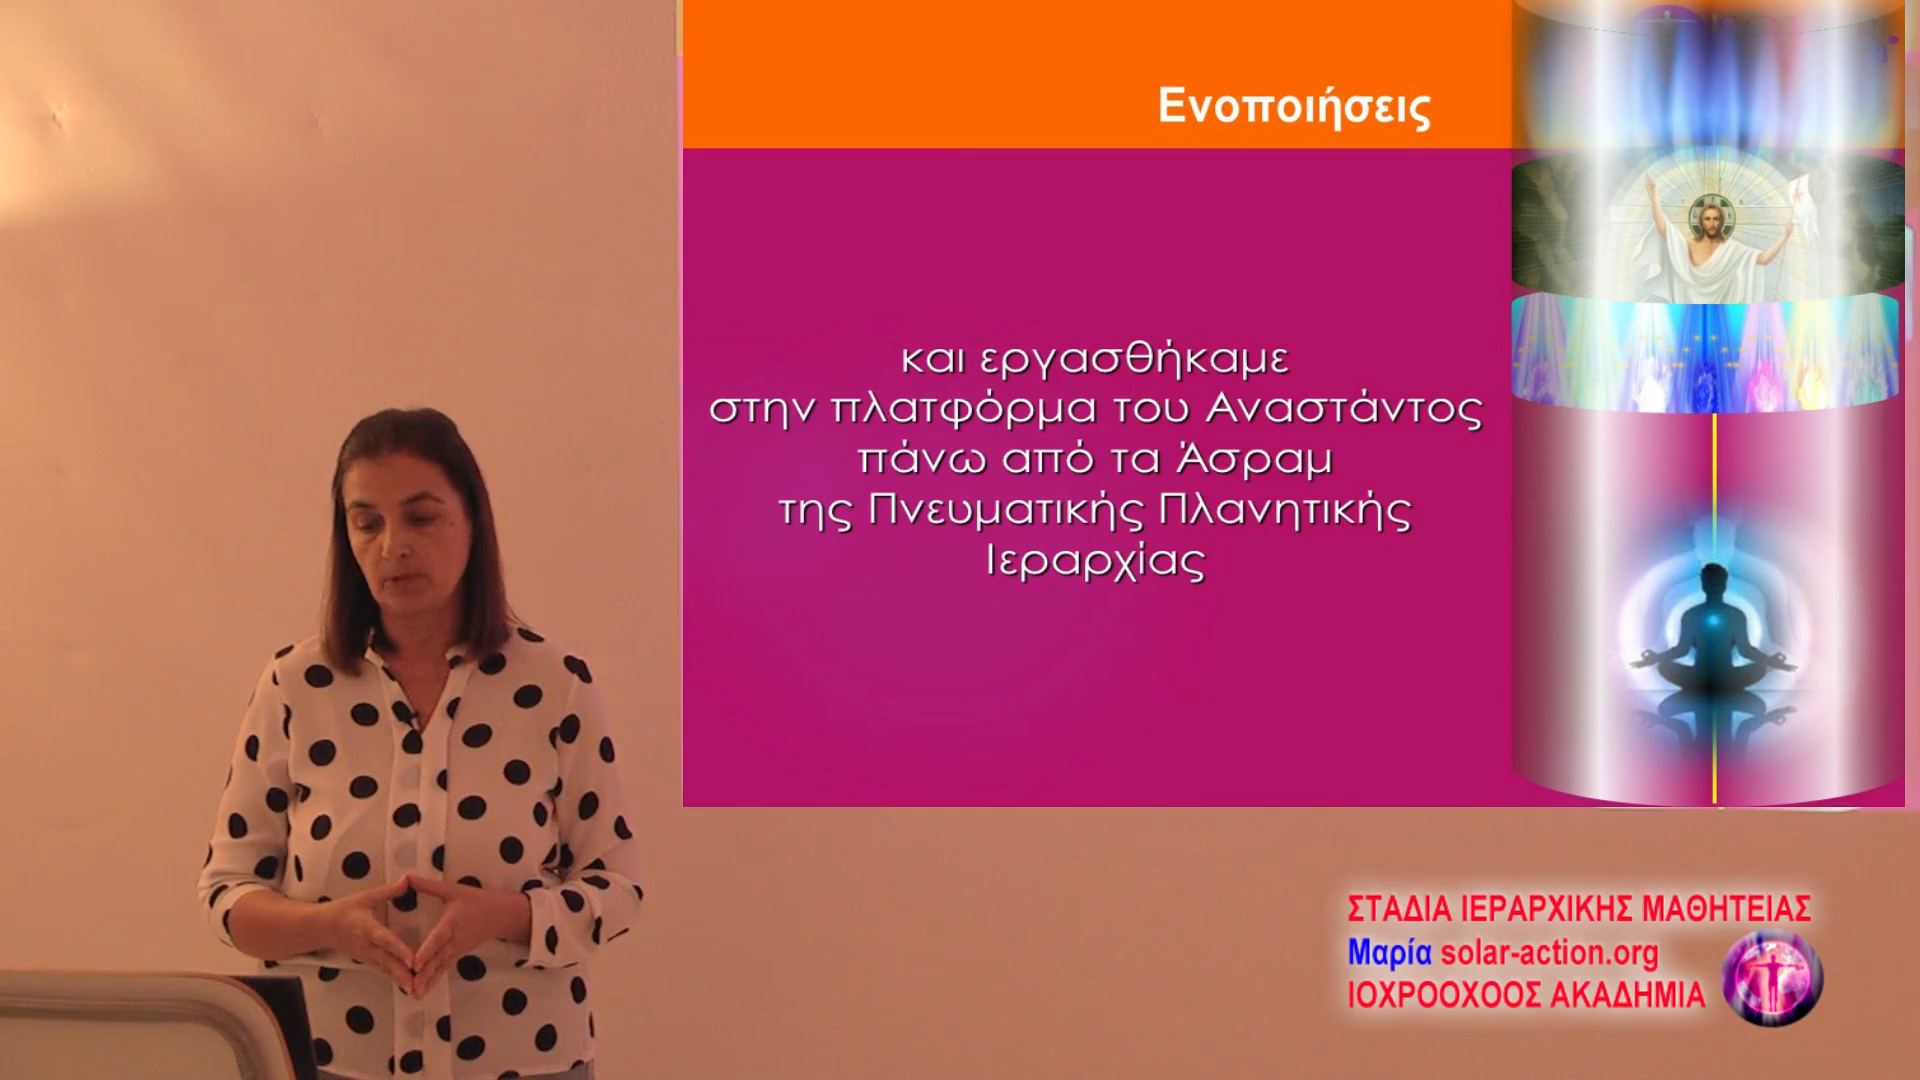 Ενοποιήσεις
και εργασθήκαμε
στην πλατφόρμα του Αναστάντος
πάνω από τα Άσραμ
της Πνευματικής Πλανητικής
Ιεραρχίας
ΣΤΑΔΙΑ ΙΕΡΑΡΧΙΚΗΣ ΜΑΘΗΤΕΙΑΣ
Μαρία solar-action.org
ΙΟΧΡΟΟΧΟΟΣ ΑΚΑΔΗΜΙΑ